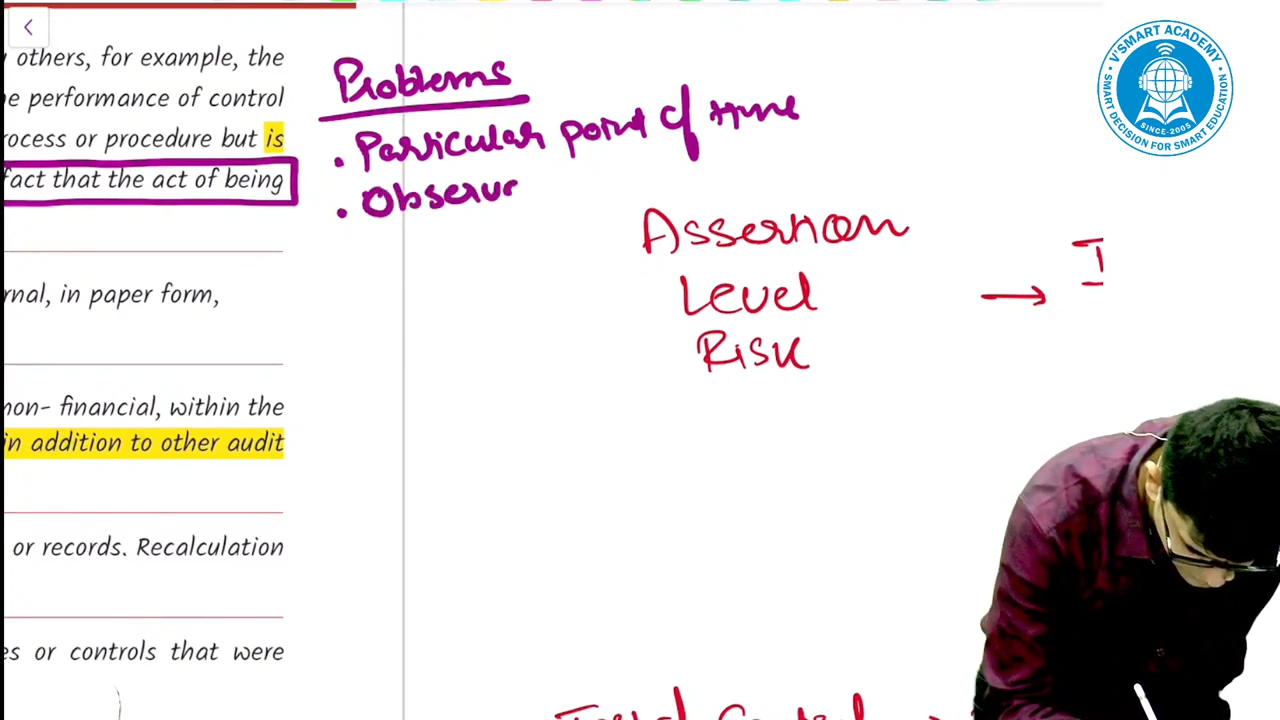 others, for example, the
e performance of control
rocess or procedure but is
fact that the act of being
rnal, in paper form,
non- financial, within the
in addition to other audit
or records. Recalculation
es or controls that were
Problems
• Particular point of time
• Observe
Assertion
Level
Risk
→ I
Control
V'SMART ACADEMY
SINCE-2005
SMART DECISION FOR SMART EDUCATION